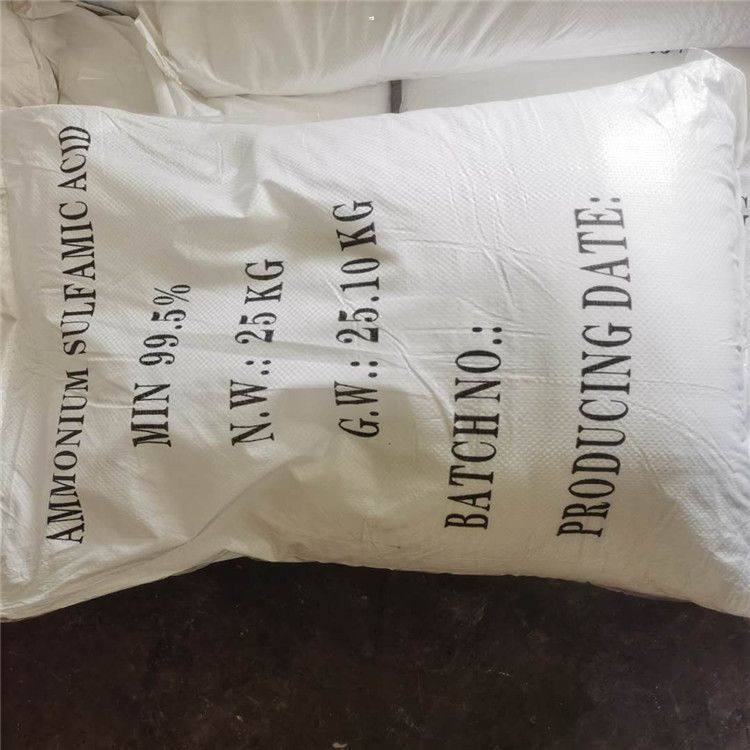 AMMONIUM SULFAMIC ACID
MIN 99.5%
N.W.: 25 KG
G.W.: 25.10 KG
BATCH NO.:
PRODUCING DATE: